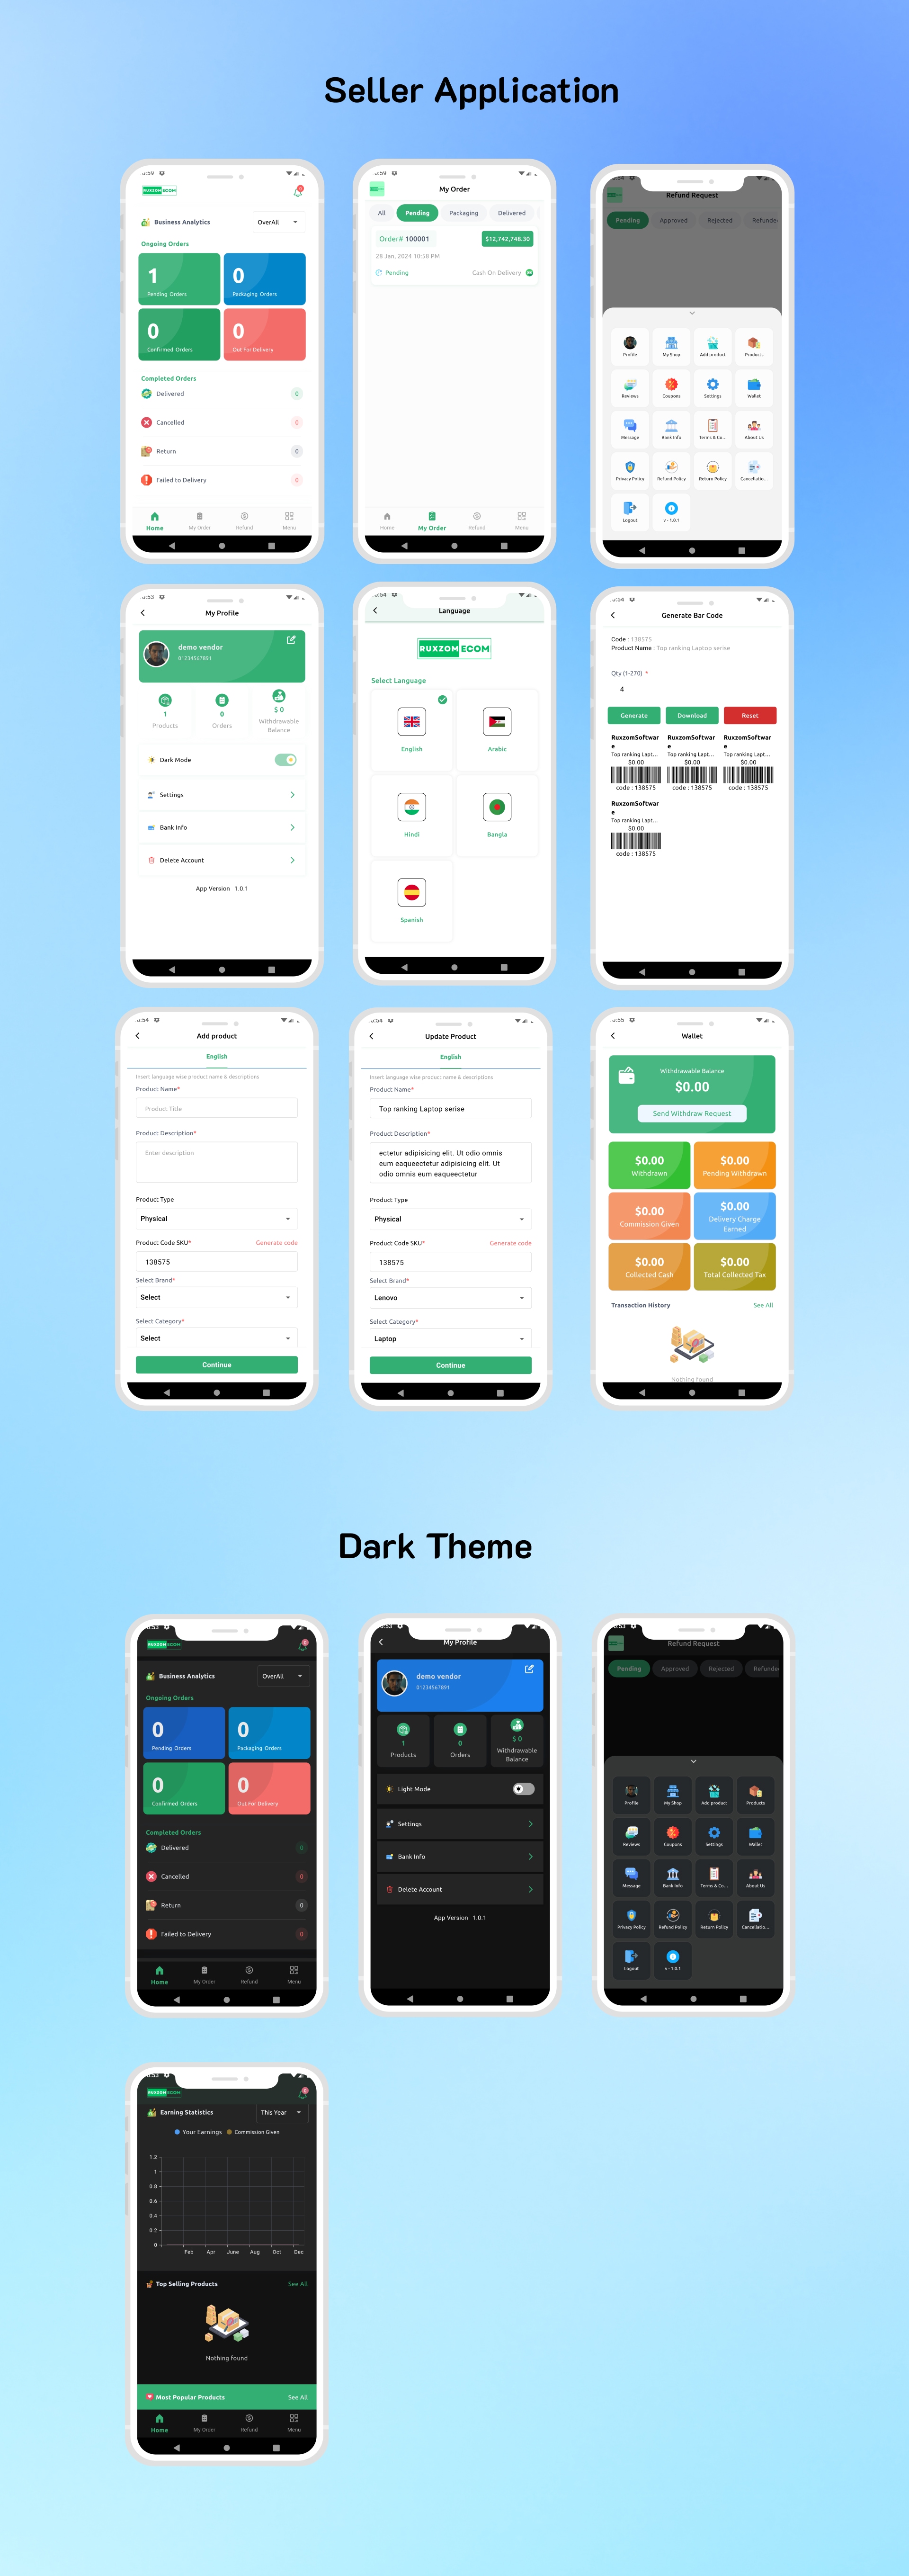 Seller Application
RUXZOM ECOM
Business Analytics
OverAll
Ongoing Orders
1
Pending Orders
0
Packaging Orders
0
Confirmed Orders
0
Out For Delivery
Completed Orders
Delivered
0
Cancelled
0
Return
0
Failed to Delivery
0
Home
My Order
Refund
Menu
My Order
All
Pending
Packaging
Delivered
Order# 100001
$12,742,748.30
28 Jan, 2024 10:58 PM
Pending
Cash On Delivery
Home
My Order
Refund
Menu
Refund Request
Pending
Approved
Rejected
Profile
My Shop
Add product
Products
Reviews
Coupons
Settings
Wallet
Message
Bank Info
Terms & Co...
About Us
Privacy Policy
Refund Policy
Return Policy
Cancellatio...
Logout
v - 1.0.1
My Profile
demo vendor
01234567891
1
Products
0
Orders
$ 0
Withdrawable
Balance
Dark Mode
Settings
Bank Info
Delete Account
App Version 1.0.1
Language
RUXZOM ECOM
Select Language
English
Arabic
Hindi
Bangla
Spanish
Generate Bar Code
Code : 138575
Product Name : Top ranking Laptop serise
Qty (1-270) *
4
Generate
Download
Reset
RuxzomSoftwar
e
Top ranking Lapt...
$0.00
code : 138575
RuxzomSoftwar
e
Top ranking Lapt...
$0.00
code : 138575
RuxzomSoftwar
e
Top ranking Lapt...
$0.00
code : 138575
RuxzomSoftwar
e
Top ranking Lapt...
$0.00
code : 138575
Add product
English
Insert language wise product name & descriptions
Product Name*
Product Title
Product Description*
Enter description
Product Type
Physical
Product Code SKU*
Generate code
138575
Select Brand*
Select
Select Category*
Select
Continue
Update Product
English
Insert language wise product name & descriptions
Product Name*
Top ranking Laptop serise
Product Description*
ectetur adipisicing elit. Ut odio omnis
eum eaqueectetur adipisicing elit. Ut
odio omnis eum eaqueectetur
Product Type
Physical
Product Code SKU*
Generate code
138575
Select Brand*
Lenovo
Select Category*
Laptop
Continue
Wallet
Withdrawable Balance
$0.00
Send Withdraw Request
$0.00
Withdrawn
$0.00
Pending Withdrawn
$0.00
Commission Given
$0.00
Delivery Charge
Earned
$0.00
Collected Cash
$0.00
Total Collected Tax
Transaction History
See All
Nothing found
Dark Theme
RUXZOM ECOM
Business Analytics
OverAll
Ongoing Orders
0
Pending Orders
0
Packaging Orders
0
Confirmed Orders
0
Out For Delivery
Completed Orders
Delivered
0
Cancelled
0
Return
0
Failed to Delivery
0
Home
My Order
Refund
Menu
My Profile
demo vendor
01234567891
1
Products
0
Orders
$ 0
Withdrawable
Balance
Light Mode
Settings
Bank Info
Delete Account
App Version 1.0.1
Refund Request
Pending
Approved
Rejected
Profile
My Shop
Add product
Products
Reviews
Coupons
Settings
Wallet
Message
Bank Info
Terms & Co...
About Us
Privacy Policy
Refund Policy
Return Policy
Cancellatio...
Logout
v - 1.0.1
RUXZOM ECOM
Earning Statistics
This Year
Your Earnings
Commission Given
1.2
1
0.8
0.6
0.4
0.2
0
Feb
Apr
June
Aug
Oct
Dec
Top Selling Products
See All
Nothing found
Most Popular Products
See All
Home
My Order
Refund
Menu